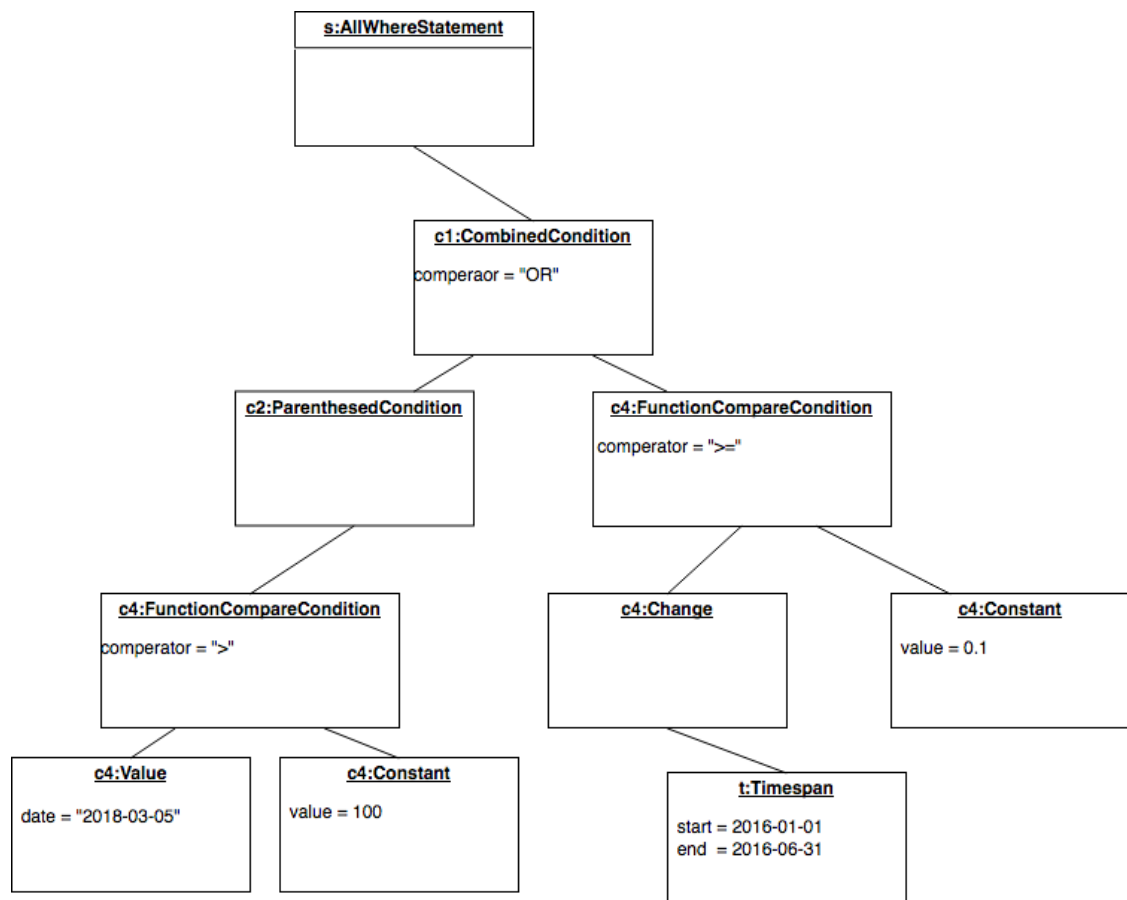 s:AllWhereStatement
c1:CombinedCondition
comperaor = "OR"
c2:ParenthesedCondition
c4:FunctionCompareCondition
comperator = ">="
c4:FunctionCompareCondition
comperator = ">"
c4:Change
c4:Constant
value = 0.1
c4:Value
date = "2018-03-05"
c4:Constant
value = 100
t:Timespan
start = 2016-01-01
end = 2016-06-31